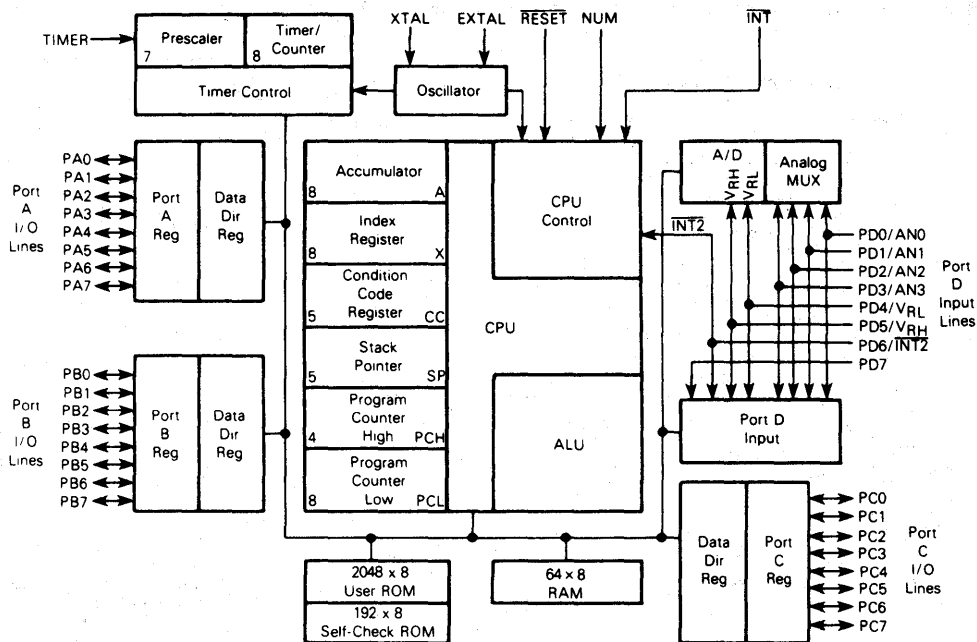 XTAL EXTAL RESET NUM INT
TIMER
Prescaler
7
Timer/
Counter
8
Timer Control
Oscillator
PA0
PA1
PA2
PA3
PA4
PA5
PA6
PA7
Port
A
I/O
Lines
Port
A
Reg
Data
Dir
Reg
Accumulator
8 A
Index
Register
8 X
Condition
Code
Register
5 CC
Stack
Pointer
5 SP
Program
Counter
High
4 PCH
Program
Counter
Low
8 PCL
CPU
CPU
Control
ALU
A/D
VRH
VRL
Analog
MUX
INT2
PD0/AN0
PD1/AN1
PD2/AN2
PD3/AN3
PD4/VRL
PD5/VRH
PD6/INT2
PD7
Port
D
Input
Lines
Port D
Input
PB0
PB1
PB2
PB3
PB4
PB5
PB6
PB7
Port
B
I/O
Lines
Port
B
Reg
Data
Dir
Reg
2048 x 8
User ROM
192 x 8
Self-Check ROM
64 x 8
RAM
Data
Dir
Reg
Port
C
Reg
PC0
PC1
PC2
PC3
PC4
PC5
PC6
PC7
Port
C
I/O
Lines